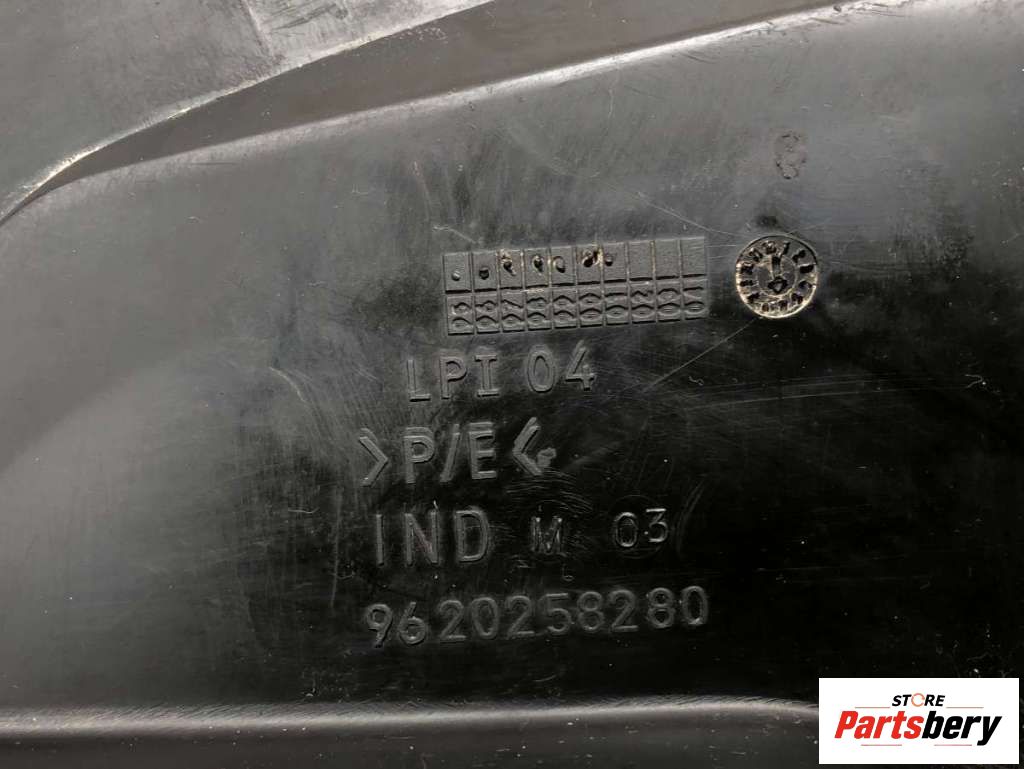 LPI 04
>P/E<
IND M 03
9620258280
STORE
Partsbery